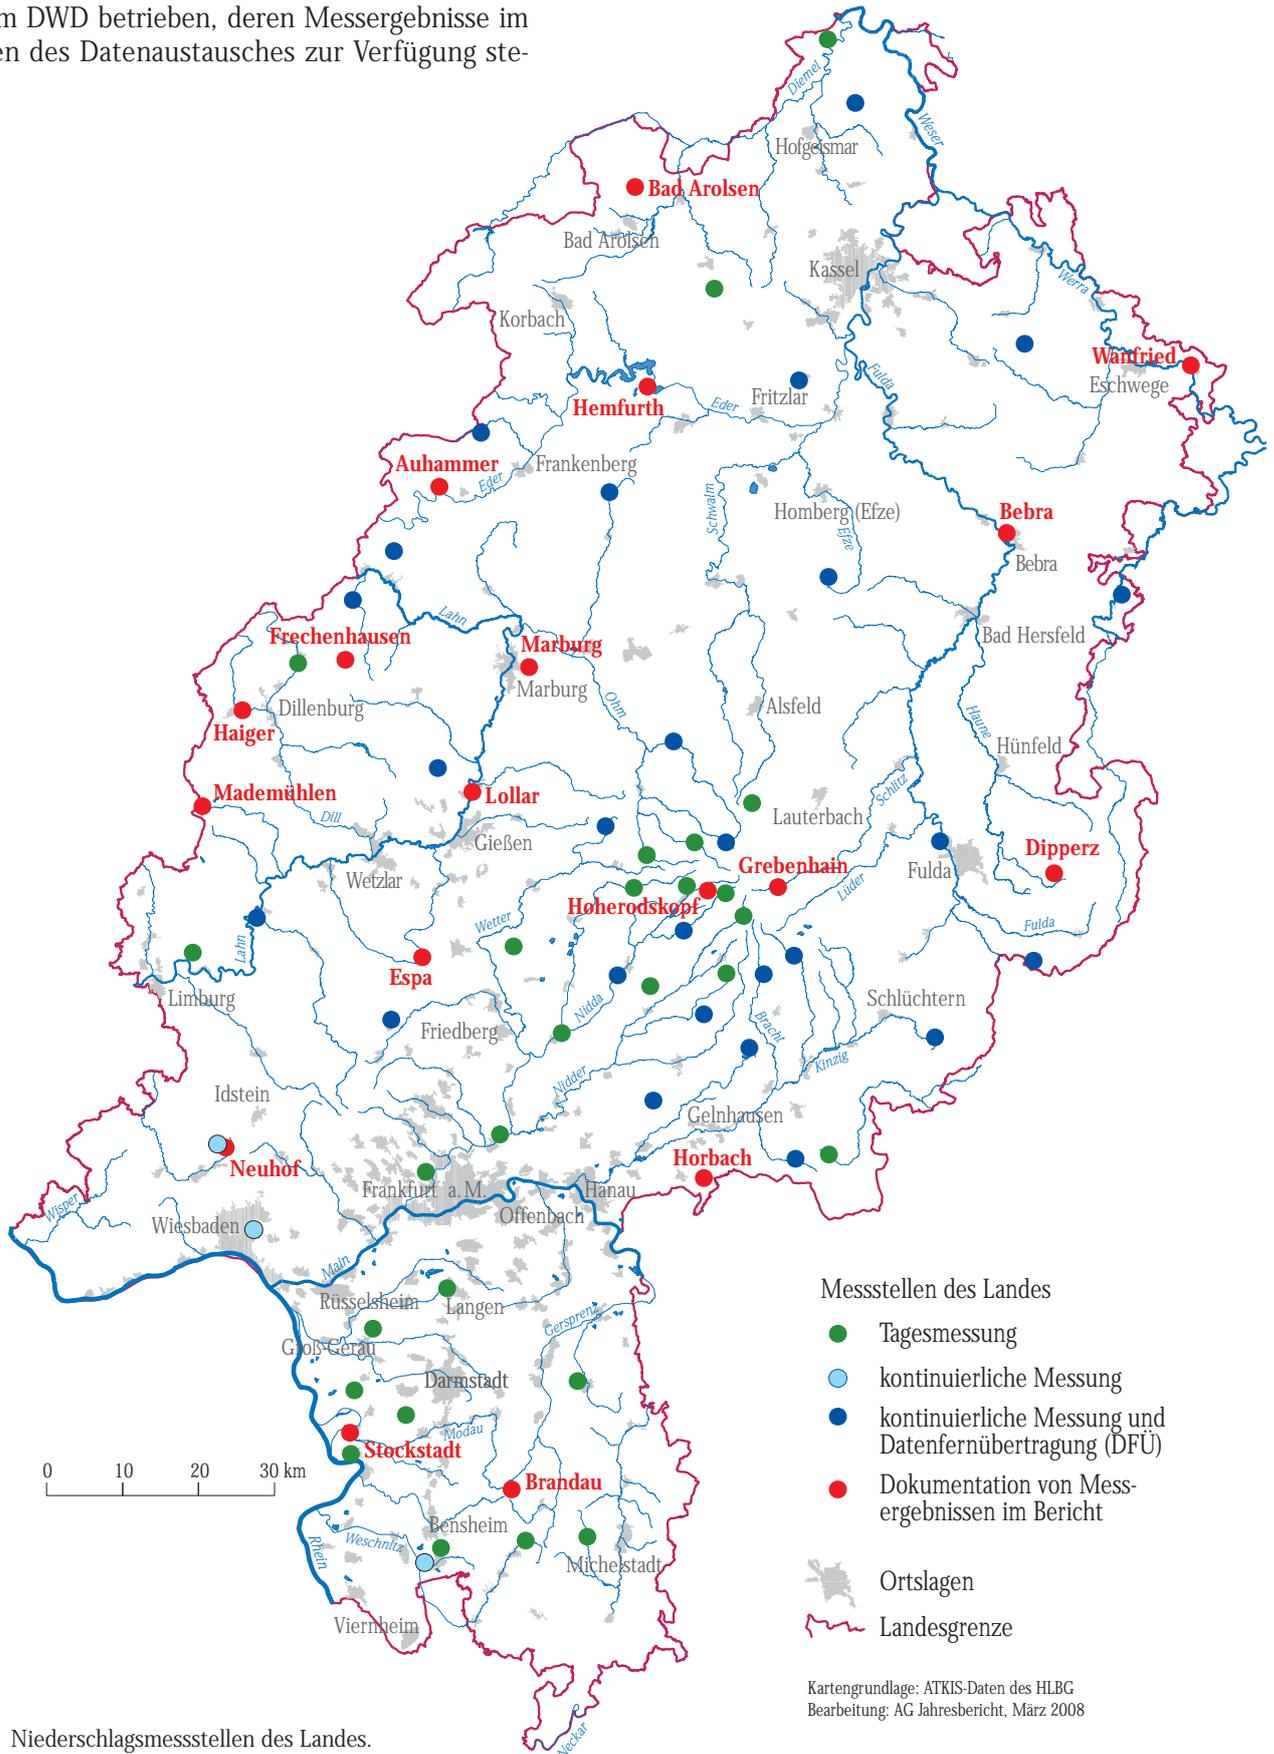 m DWD betrieben, deren Messergebnisse im
en des Datenaustausches zur Verfügung ste-
Diemel
Hofgeismar
Weser
Bad Arolsen
Bad Arolsen
Kassel
Werra
Korbach
Wanfried
Eschwege
Fulda
Hemfurth
Eder
Fritzlar
Auhammer
Frankenberg
Eder
Schwalm
Homberg (Efze)
Efze
Bebra
Bebra
Lahn
Frechenhausen
Marburg
Marburg
Bad Hersfeld
Dillenburg
Ohm
Alsfeld
Haune
Haiger
Hünfeld
Mademühlen
Lollar
Schlitz
Dill
Lauterbach
Gießen
Dipperz
Wetzlar
Grebenhain
Fulda
Hoherodskopf
Lüder
Wetter
Lahn
Fulda
Espa
Limburg
Nidda
Schlüchtern
Friedberg
Bracht
Kinzig
Idstein
Nidder
Gelnhausen
Neuhof
Horbach
Wisper
Frankfurt a. M.
Hanau
Wiesbaden
Offenbach
Main
Rüsselsheim
Langen
Gersprenz
Groß-Gerau
Darmstadt
Modau
Stockstadt
Brandau
Bensheim
Rhein
Weschnitz
Michelstadt
Viernheim
Neckar
0 10 20 30 km
Messstellen des Landes
Tagesmessung
kontinuierliche Messung
kontinuierliche Messung und
Datenfernübertragung (DFÜ)
Dokumentation von Mess-
ergebnissen im Bericht
Ortslagen
Landesgrenze
Kartengrundlage: ATKIS-Daten des HLBG
Bearbeitung: AG Jahresbericht, März 2008
Niederschlagsmessstellen des Landes.